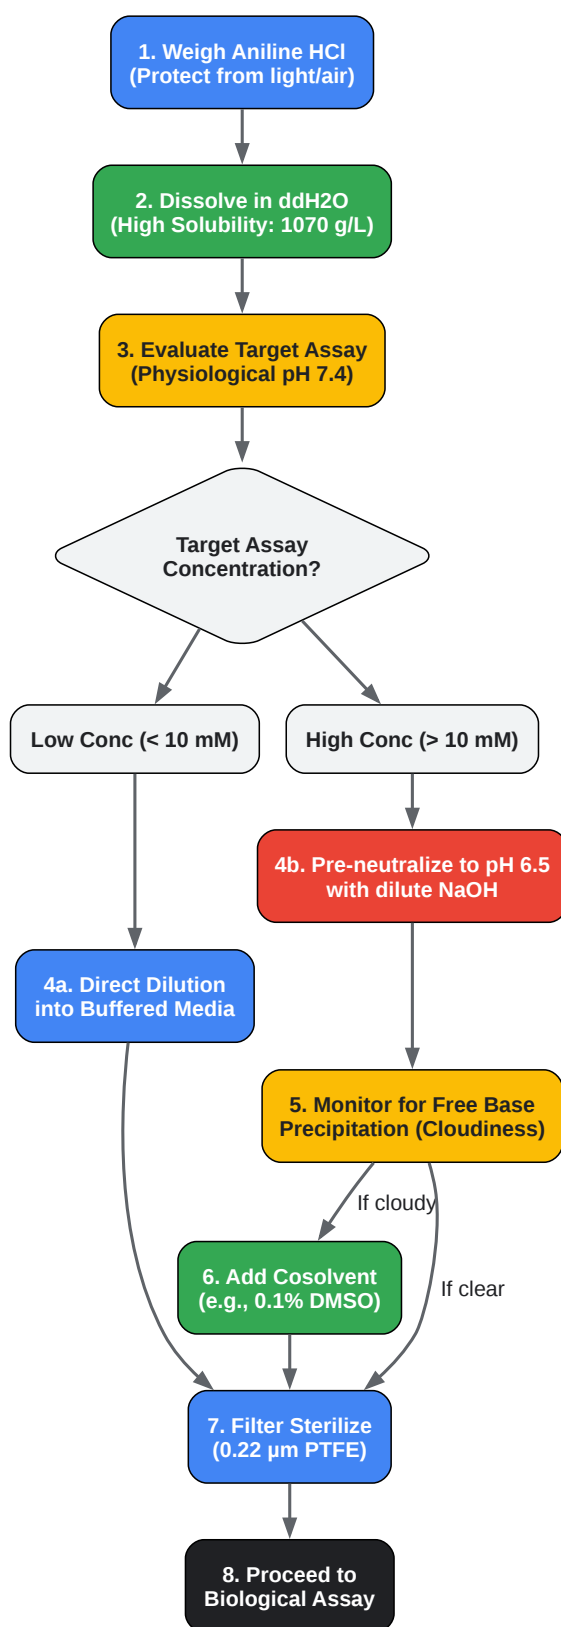 1. Weigh Aniline HCl
(Protect from light/air)
2. Dissolve in ddH2O
(High Solubility: 1070 g/L)
3. Evaluate Target Assay
(Physiological pH 7.4)
Target Assay
Concentration?
Low Conc (< 10 mM)
High Conc (> 10 mM)
4b. Pre-neutralize to pH 6.5
with dilute NaOH
4a. Direct Dilution
into Buffered Media
5. Monitor for Free Base
Precipitation (Cloudiness)
If cloudy
6. Add Cosolvent
(e.g., 0.1% DMSO)
If clear
7. Filter Sterilize
(0.22 µm PTFE)
8. Proceed to
Biological Assay